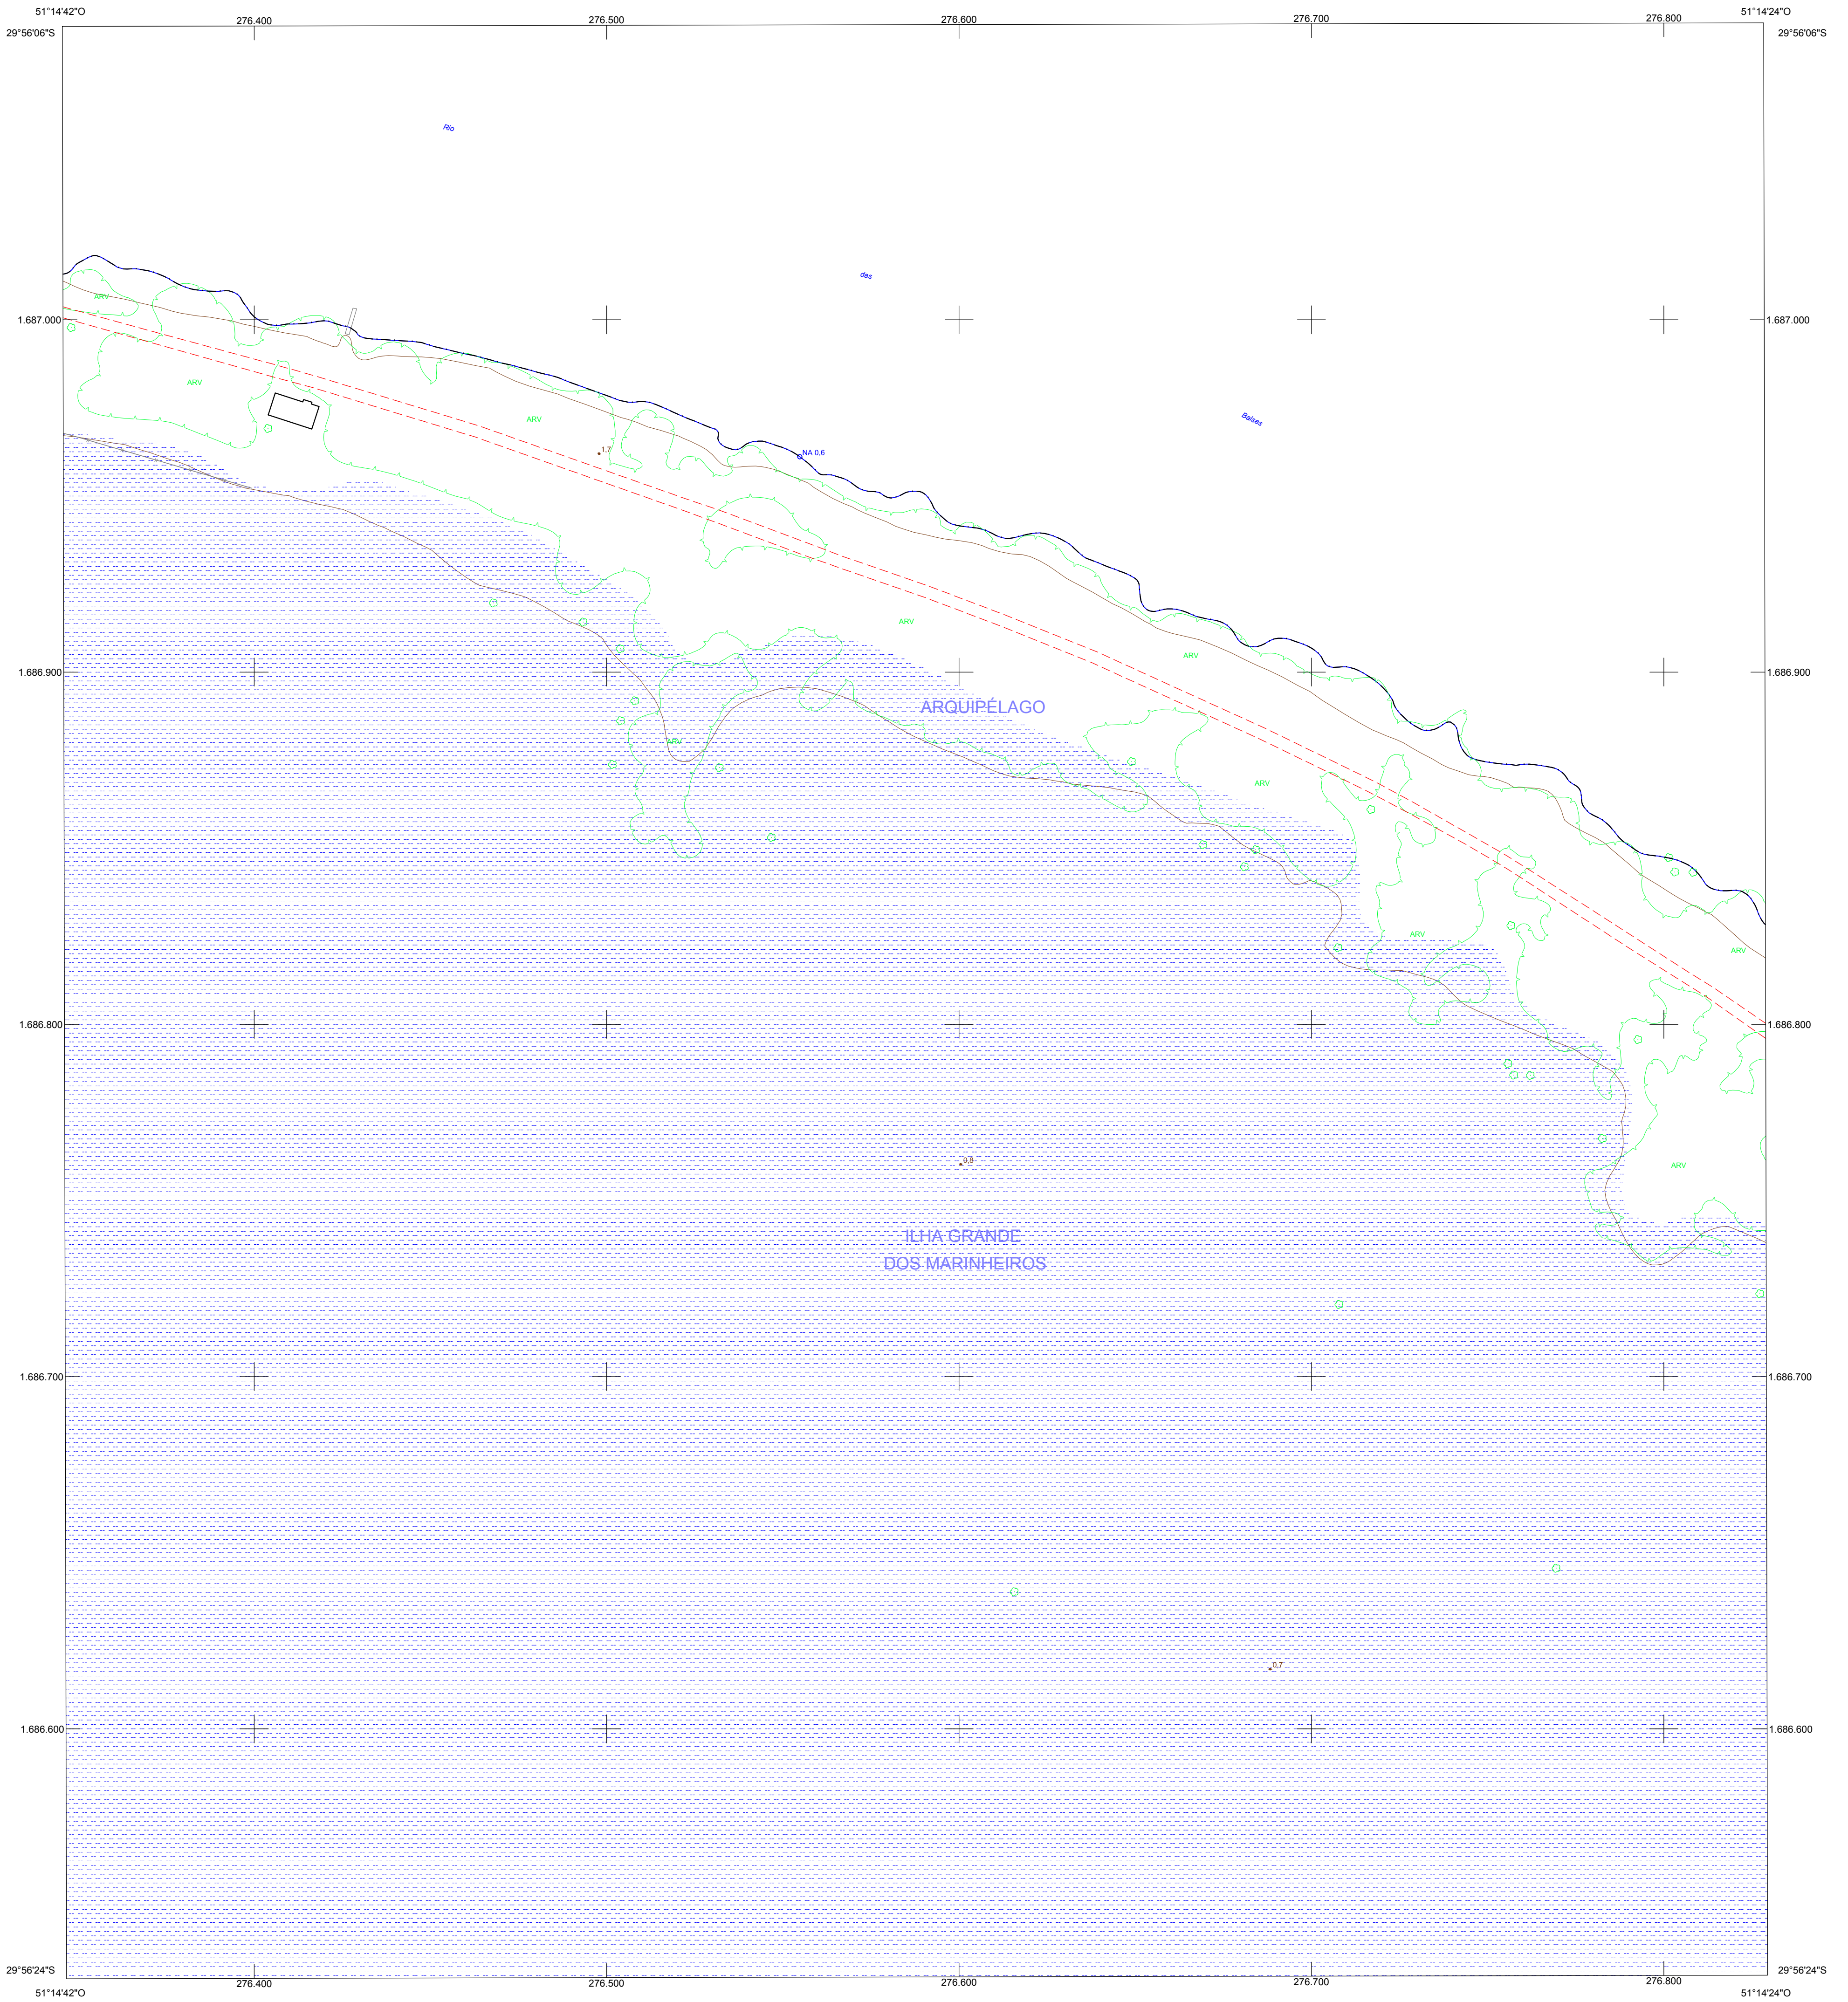 51°14'42"O
276.400
276.500
276.600
276.700
276.800
51°14'24"O
29°56'06"S
29°56'06"S
Rio
das
ARV
1.687.000
1.687.000
ARV
ARV
Balsas
1,7
NA 0,6
ARV
ARV
1.686.900
1.686.900
ARQUIPÉLAGO
ARV
ARV
ARV
ARV
1.686.800
1.686.800
0,8
ARV
ILHA GRANDE
DOS MARINHEIROS
1.686.700
1.686.700
0,7
1.686.600
1.686.600
29°56'24"S
29°56'24"S
276.400
276.500
276.600
276.700
276.800
51°14'42"O
51°14'24"O